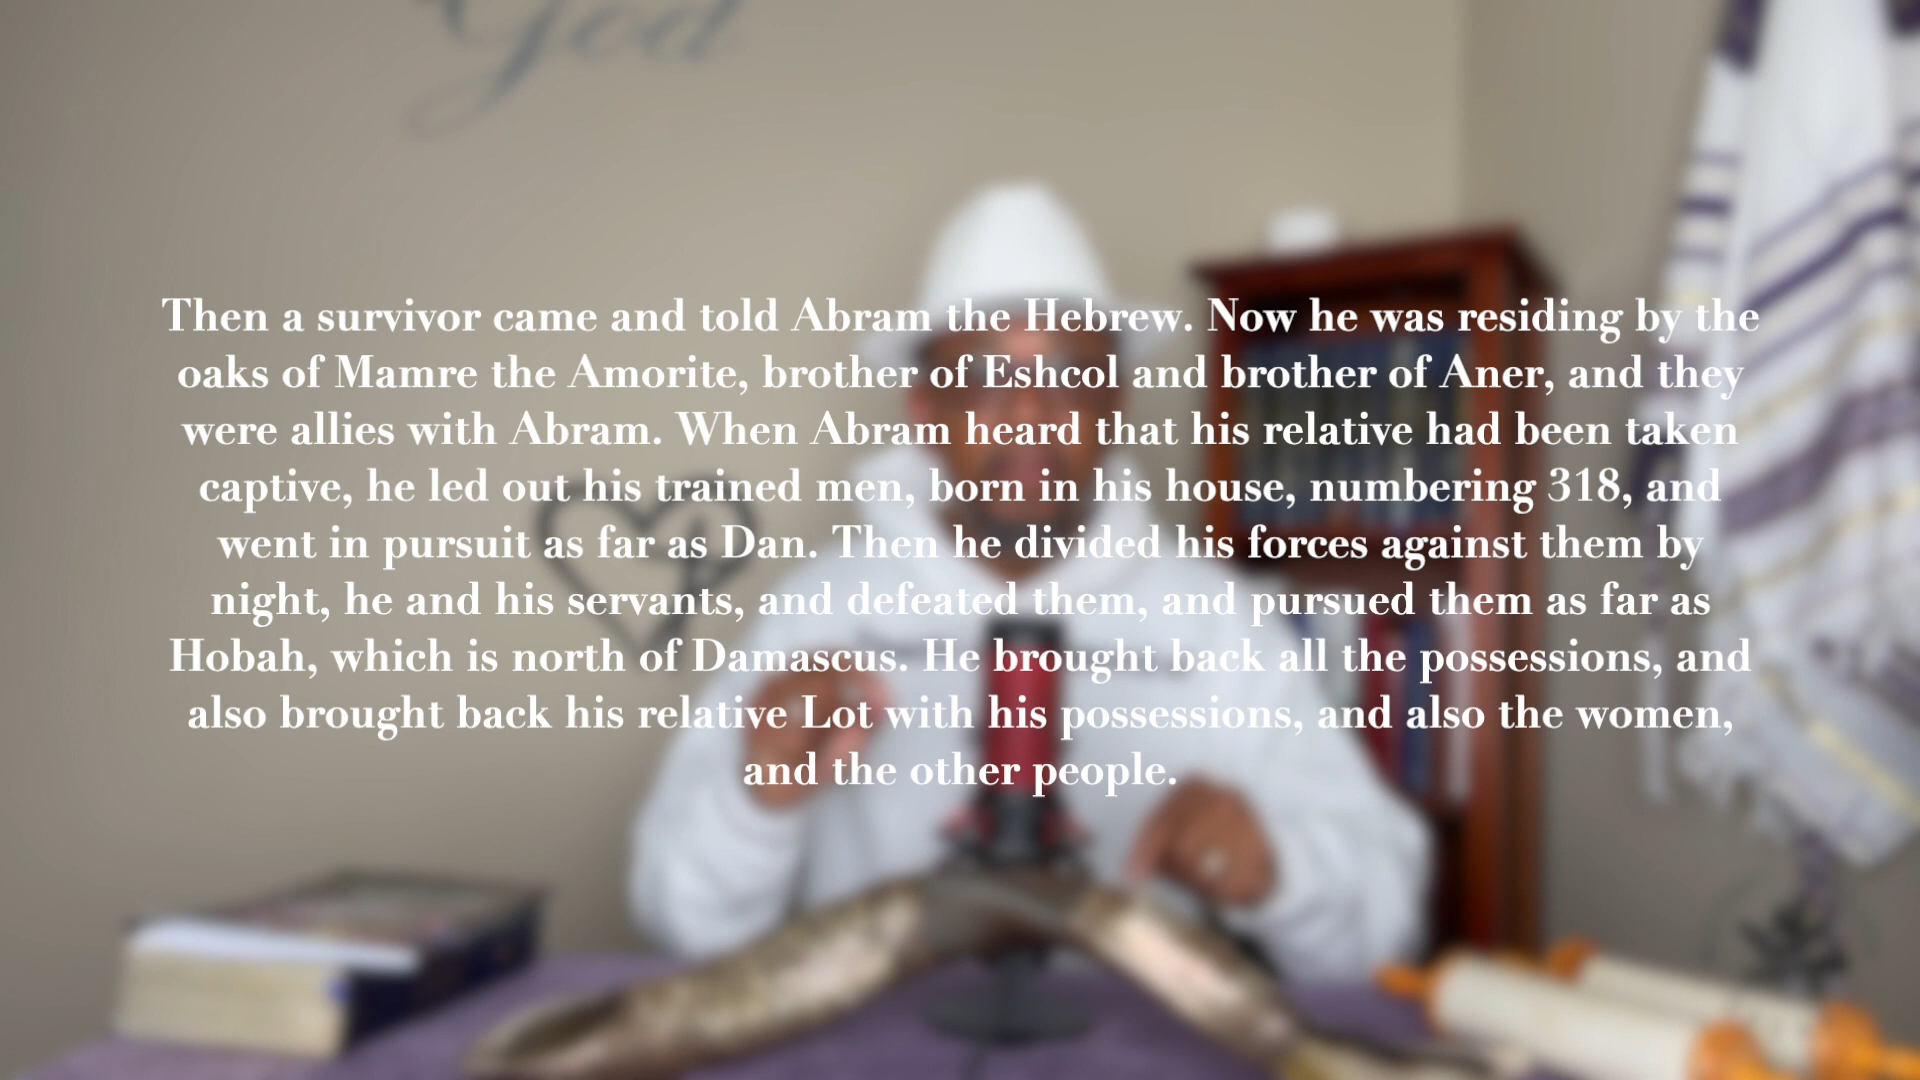 God
Then a survivor came and told Abram the Hebrew. Now he was residing by the
oaks of Mamre the Amorite, brother of Eshcol and brother of Aner, and they
were allies with Abram. When Abram heard that his relative had been taken
captive, he led out his trained men, born in his house, numbering 318, and
went in pursuit as far as Dan. Then he divided his forces against them by
night, he and his servants, and defeated them, and pursued them as far as
Hobah, which is north of Damascus. He brought back all the possessions, and
also brought back his relative Lot with his possessions, and also the women,
and the other people.